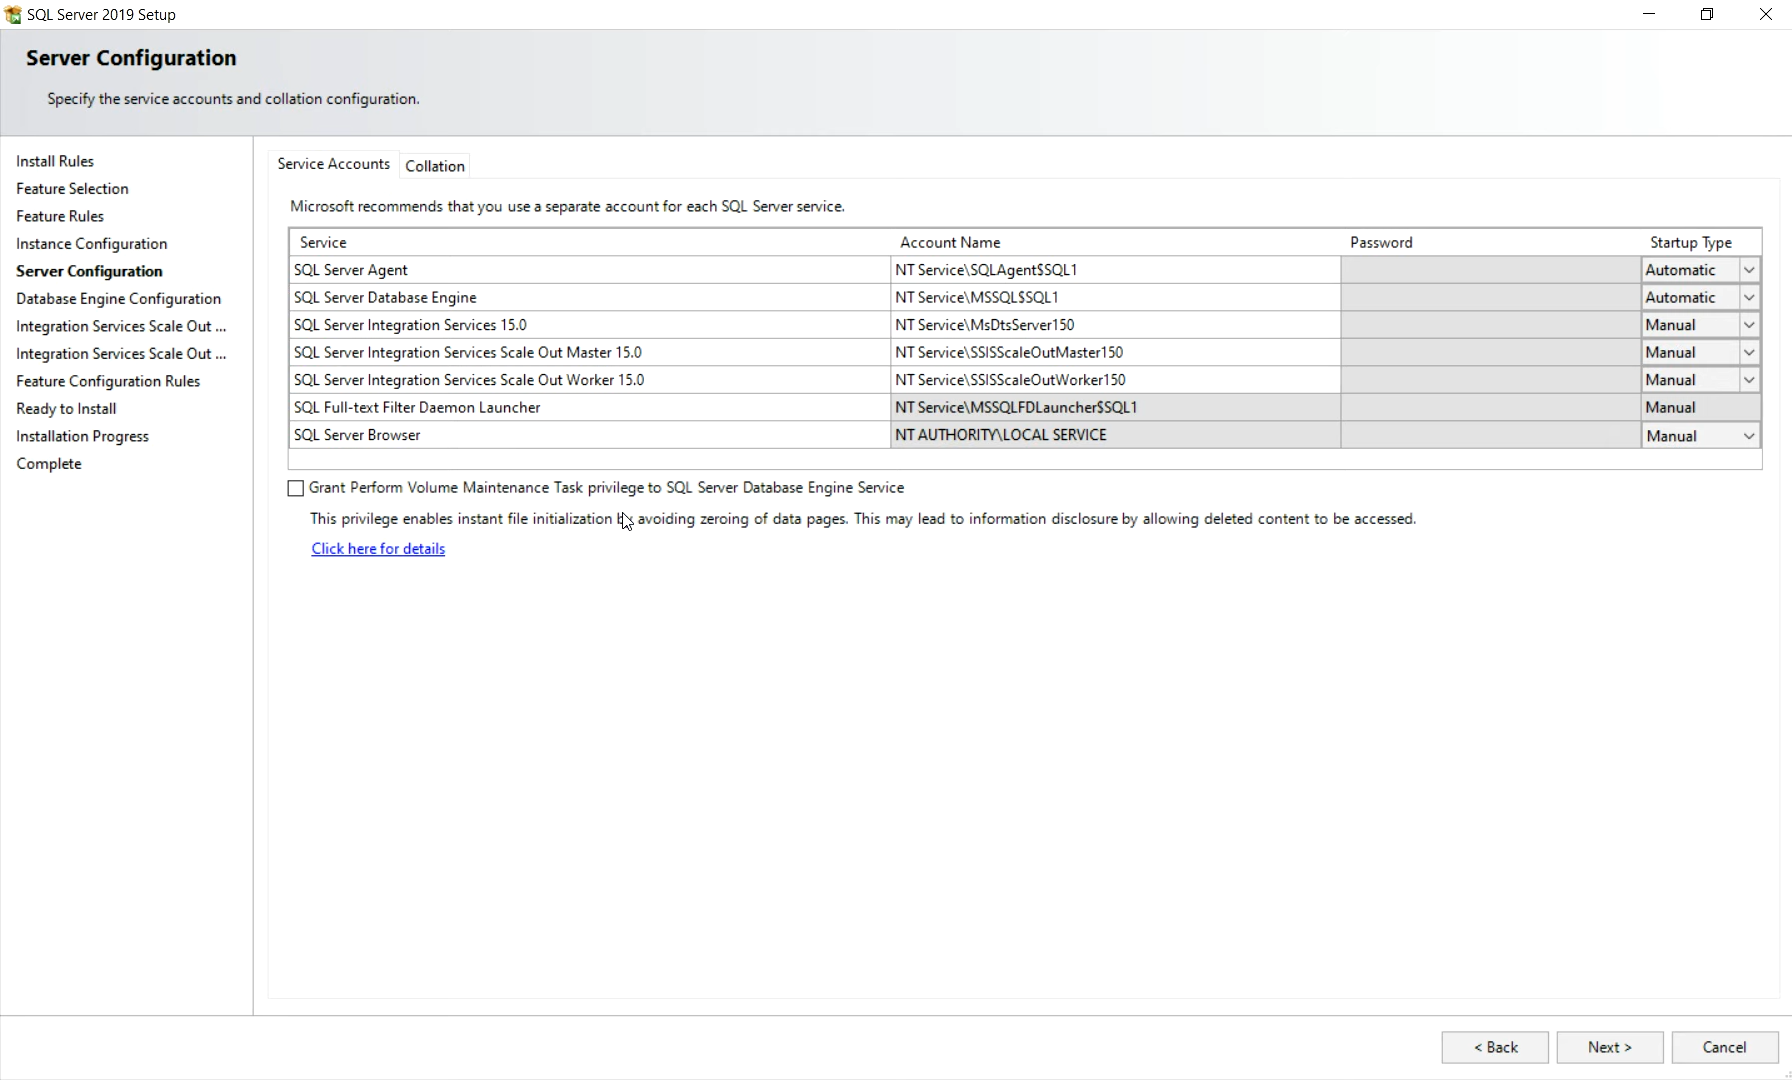 SQL Server 2019 Setup
Server Configuration
Specify the service accounts and collation configuration.
Install Rules
Feature Selection
Feature Rules
Instance Configuration
Server Configuration
Database Engine Configuration
Integration Services Scale Out ...
Integration Services Scale Out ...
Feature Configuration Rules
Ready to Install
Installation Progress
Complete
Service Accounts Collation
Microsoft recommends that you use a separate account for each SQL Server service.
Service Account Name Password Startup Type
SQL Server Agent NT Service\SQLAgent$SQL1 Automatic
SQL Server Database Engine NT Service\MSSQL$SQL1 Automatic
SQL Server Integration Services 15.0 NT Service\MsDtsServer150 Manual
SQL Server Integration Services Scale Out Master 15.0 NT Service\SSISScaleOutMaster150 Manual
SQL Server Integration Services Scale Out Worker 15.0 NT Service\SSISScaleOutWorker150 Manual
SQL Full-text Filter Daemon Launcher NT Service\MSSQLFDLauncher$SQL1 Manual
SQL Server Browser NT AUTHORITY\LOCAL SERVICE Manual
Grant Perform Volume Maintenance Task privilege to SQL Server Database Engine Service
This privilege enables instant file initialization by avoiding zeroing of data pages. This may lead to information disclosure by allowing deleted content to be accessed.
Click here for details
< Back Next > Cancel